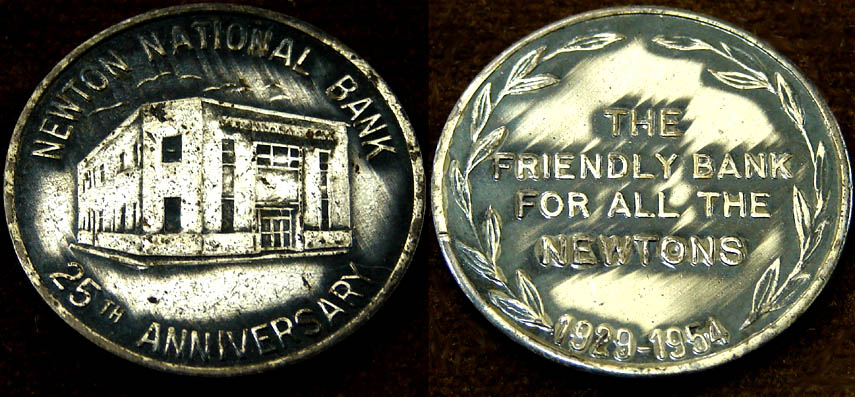 NEWTON NATIONAL BANK
25TH ANNIVERSARY
THE
FRIENDLY BANK
FOR ALL THE
NEWTONS
1929-1954